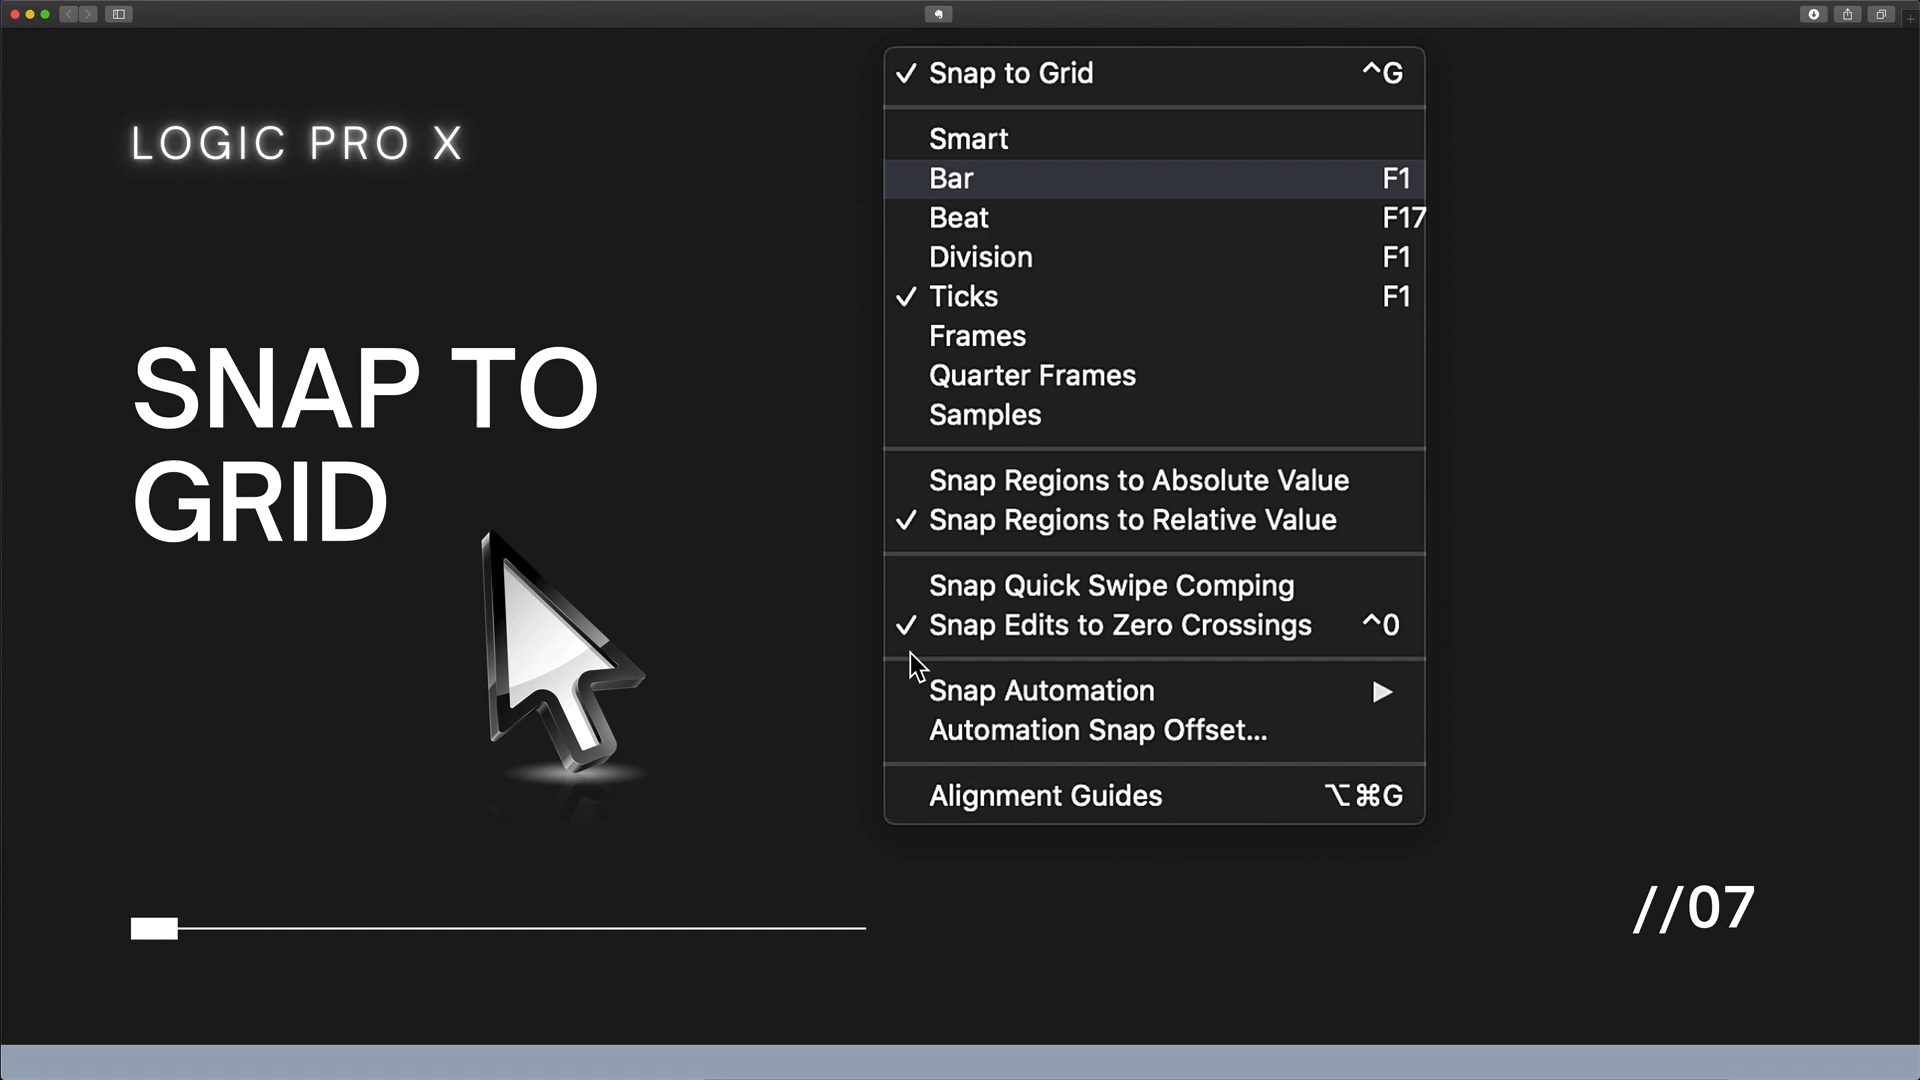 LOGIC PRO X
SNAP TO
GRID
✓ Snap to Grid ^G
Smart
Bar F1
Beat F17
Division F1
✓ Ticks F1
Frames
Quarter Frames
Samples
Snap Regions to Absolute Value
✓ Snap Regions to Relative Value
Snap Quick Swipe Comping
✓ Snap Edits to Zero Crossings ^0
Snap Automation ▶
Automation Snap Offset...
Alignment Guides ⌥⌘G
//07